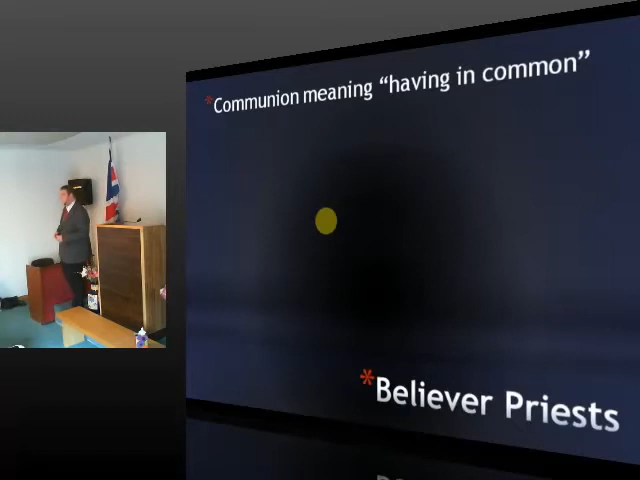 *Communion meaning “having in common”
*Believer Priests